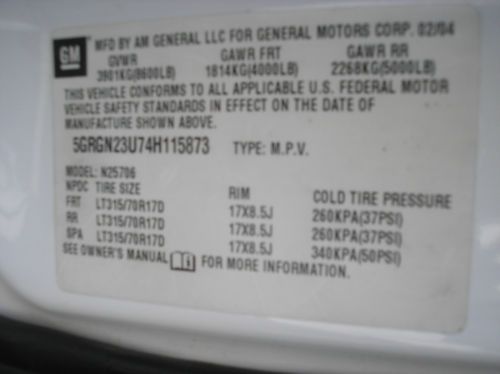 GM
MFD BY AM GENERAL LLC FOR GENERAL MOTORS CORP. 02/04
GVWR GAWR FRT GAWR RR
3901KG(8600LB) 1814KG(4000LB) 2268KG(5000LB)
THIS VEHICLE CONFORMS TO ALL APPLICABLE U.S. FEDERAL MOTOR
VEHICLE SAFETY STANDARDS IN EFFECT ON THE DATE OF
MANUFACTURE SHOWN ABOVE.
5GRGN23U74H115873 TYPE: M.P.V.
MODEL: N25706
NPDC TIRE SIZE RIM COLD TIRE PRESSURE
FRT LT315/70R17D 17X8.5J 260KPA(37PSI)
RR LT315/70R17D 17X8.5J 260KPA(37PSI)
SPA LT315/70R17D 17X8.5J 340KPA(50PSI)
SEE OWNER'S MANUAL FOR MORE INFORMATION.